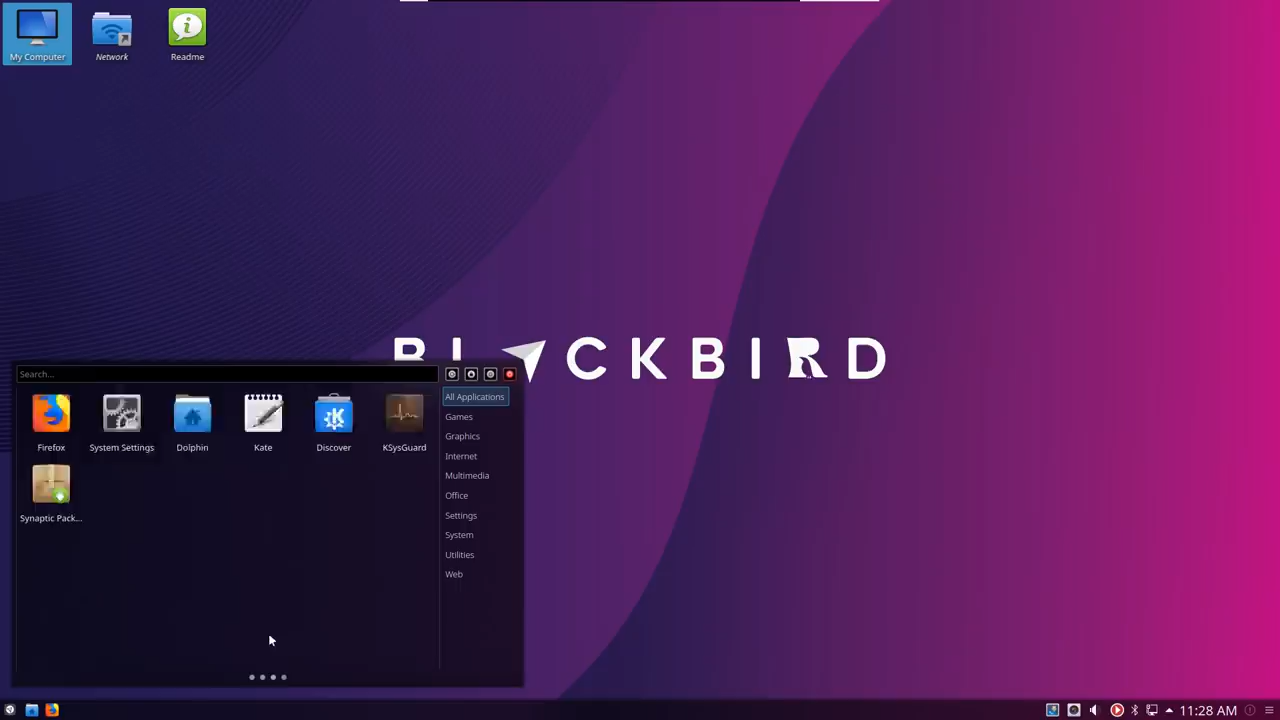 My Computer
Network
Readme
BLACKBIRD
Search...
Firefox
System Settings
Dolphin
Kate
Discover
KSysGuard
Synaptic Pack...
All Applications
Games
Graphics
Internet
Multimedia
Office
Settings
System
Utilities
Web
11:28 AM